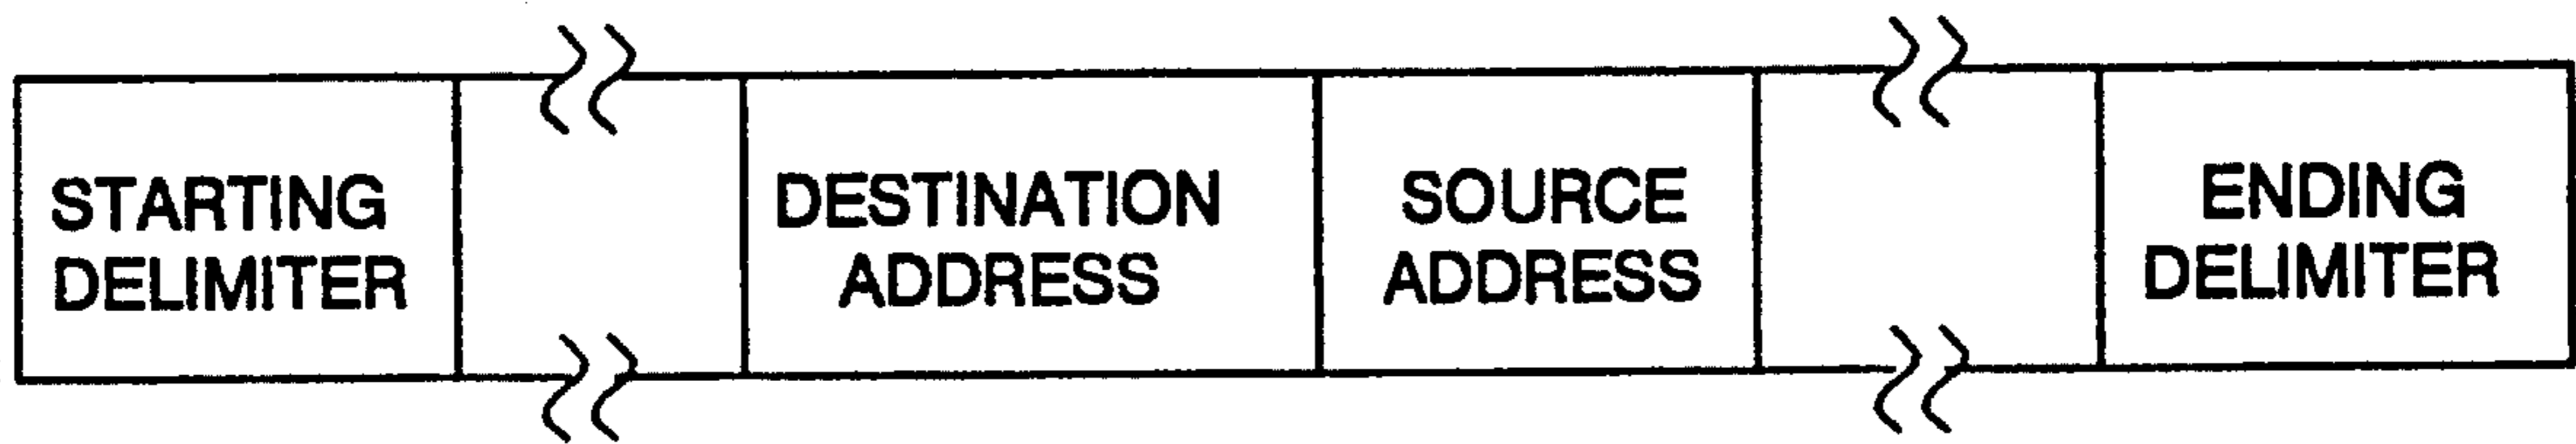 STARTING
DELIMITER
DESTINATION
ADDRESS
SOURCE
ADDRESS
ENDING
DELIMITER